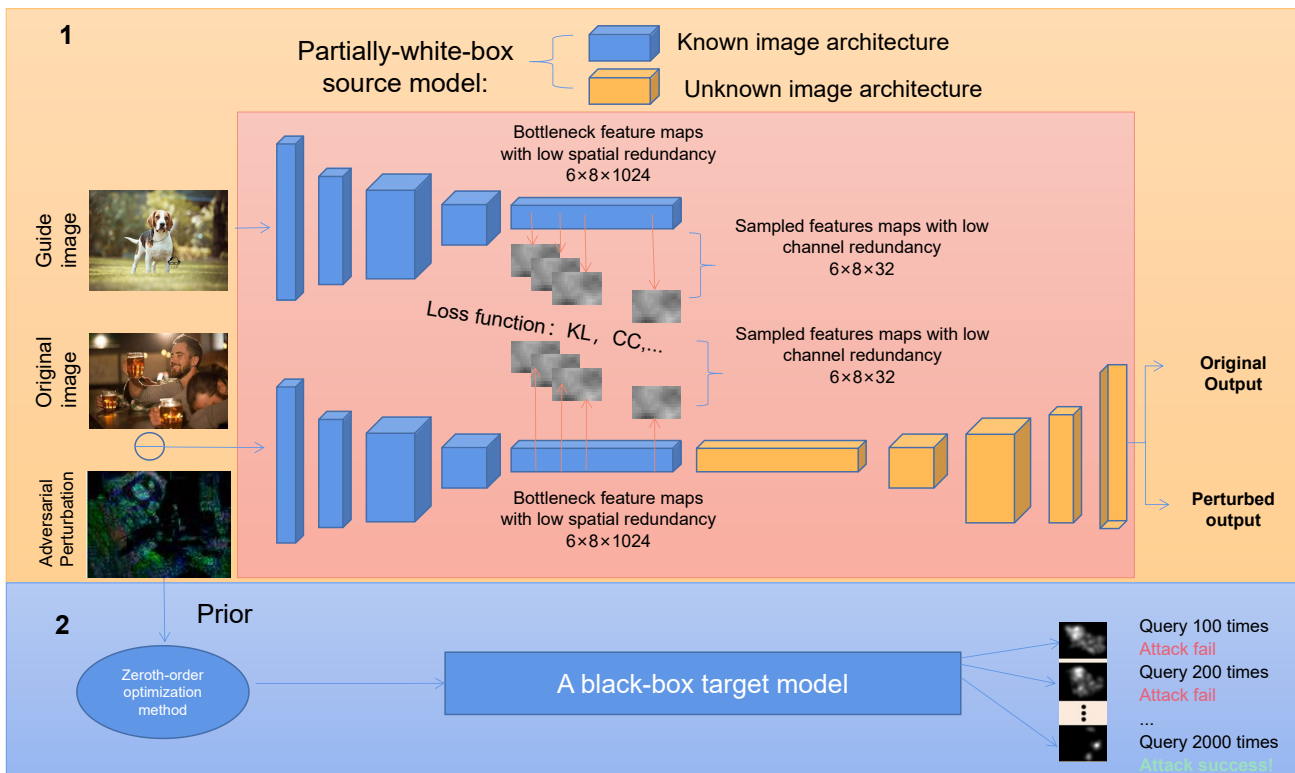 1
Partially-white-box
source model:
Known image architecture
Unknown image architecture
Guide
image
Bottleneck feature maps
with low spatial redundancy
6×8×1024
Sampled features maps with low
channel redundancy
6×8×32
Loss function： KL， CC,...
Original
image
Sampled features maps with low
channel redundancy
6×8×32
Original
Output
Adversarial
Perturbation
Bottleneck feature maps
with low spatial redundancy
6×8×1024
Perturbed
output
2
Prior
Zeroth-order
optimization
method
A black-box target model
Query 100 times
Attack fail
Query 200 times
Attack fail
...
Query 2000 times
Attack success!